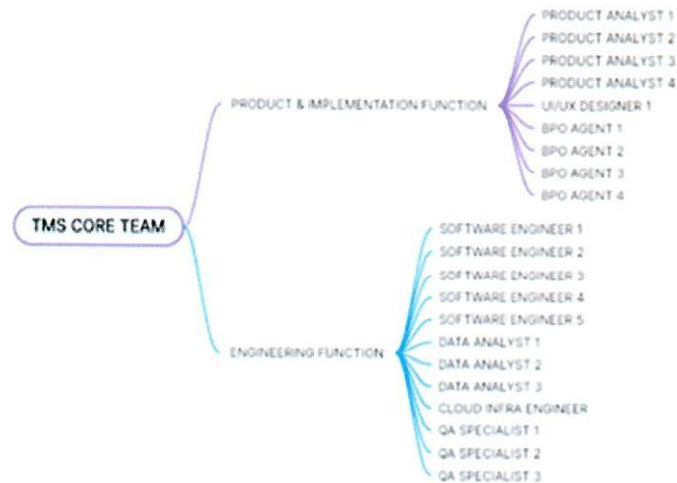 TMS CORE TEAM
PRODUCT & IMPLEMENTATION FUNCTION
PRODUCT ANALYST 1
PRODUCT ANALYST 2
PRODUCT ANALYST 3
PRODUCT ANALYST 4
UI/UX DESIGNER 1
BPO AGENT 1
BPO AGENT 2
BPO AGENT 3
BPO AGENT 4
ENGINEERING FUNCTION
SOFTWARE ENGINEER 1
SOFTWARE ENGINEER 2
SOFTWARE ENGINEER 3
SOFTWARE ENGINEER 4
SOFTWARE ENGINEER 5
DATA ANALYST 1
DATA ANALYST 2
DATA ANALYST 3
CLOUD INFRA ENGINEER
QA SPECIALIST 1
QA SPECIALIST 2
QA SPECIALIST 3